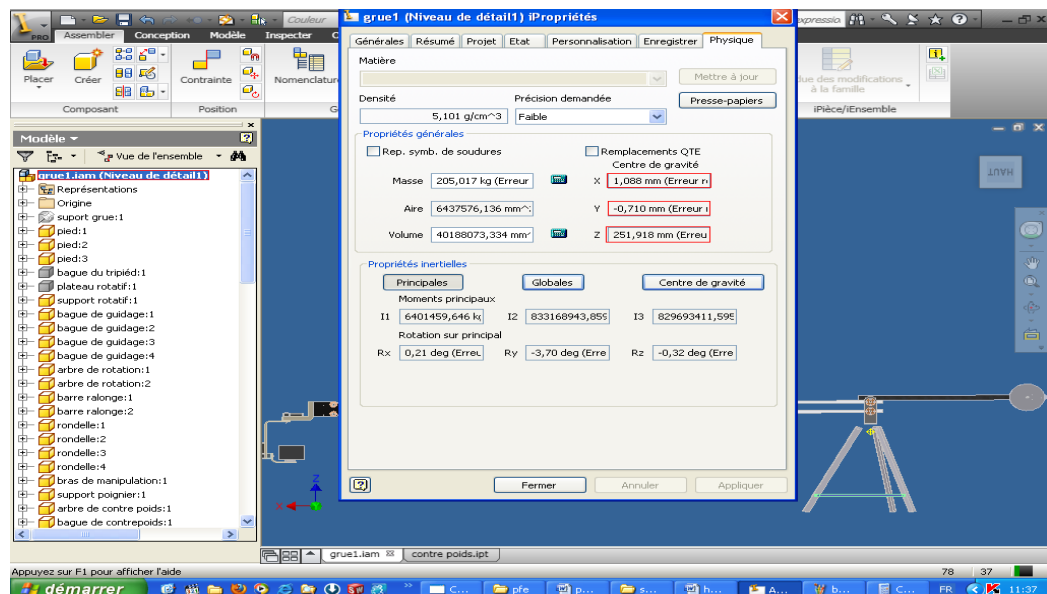 Couleur
grue1 (Niveau de détail1) iPropriétés
expressio
PRO
Assembler Conception Modèle Inspecter C
Générales Résumé Projet Etat Personnalisation Enregistrer Physique
Placer
Créer
Contrainte
Nomenclatur
Composant
Position
G
Matière
Mettre à jour
ue des modifications
à la famille
iPièce/iEnsemble
Densité
Précision demandée
Presse-papiers
5,101 g/cm^3
Faible
Propriétés générales
Rep. symb. de soudures
Remplacements QTE
Centre de gravité
Masse 205,017 kg (Erreur
X 1,088 mm (Erreur r
Aire 6437576,136 mm^
Y -0,710 mm (Erreur
Volume 40188073,334 mm
Z 251,918 mm (Erreu
Propriétés inertielles
Principales
Globales
Centre de gravité
Moments principaux
I1 6401459,646 k
I2 833168943,859
I3 829693411,595
Rotation sur principal
Rx 0,21 deg (Erreu
Ry -3,70 deg (Erre
Rz -0,32 deg (Erre
Fermer
Annuler
Appliquer
Modèle
Vue de l'ensemble
grue1.iam (Niveau de détail1)
Représentations
Origine
suport grue:1
pied:1
pied:2
pied:3
bague du tripiéd:1
plateau rotatif:1
support rotatif:1
bague de guidage:1
bague de guidage:2
bague de guidage:3
bague de guidage:4
arbre de rotation:1
arbre de rotation:2
barre ralonge:1
barre ralonge:2
rondelle:1
rondelle:2
rondelle:3
rondelle:4
bras de manipulation:1
support poignier:1
arbre de contre poids:1
bague de contrepoids:1
HAUT
Z
X
grue1.iam
contre poids.ipt
Appuyez sur F1 pour afficher l'aide
78 37
démarrer
C...
pfe
p...
s...
h...
A...
b...
C...
FR
11:37